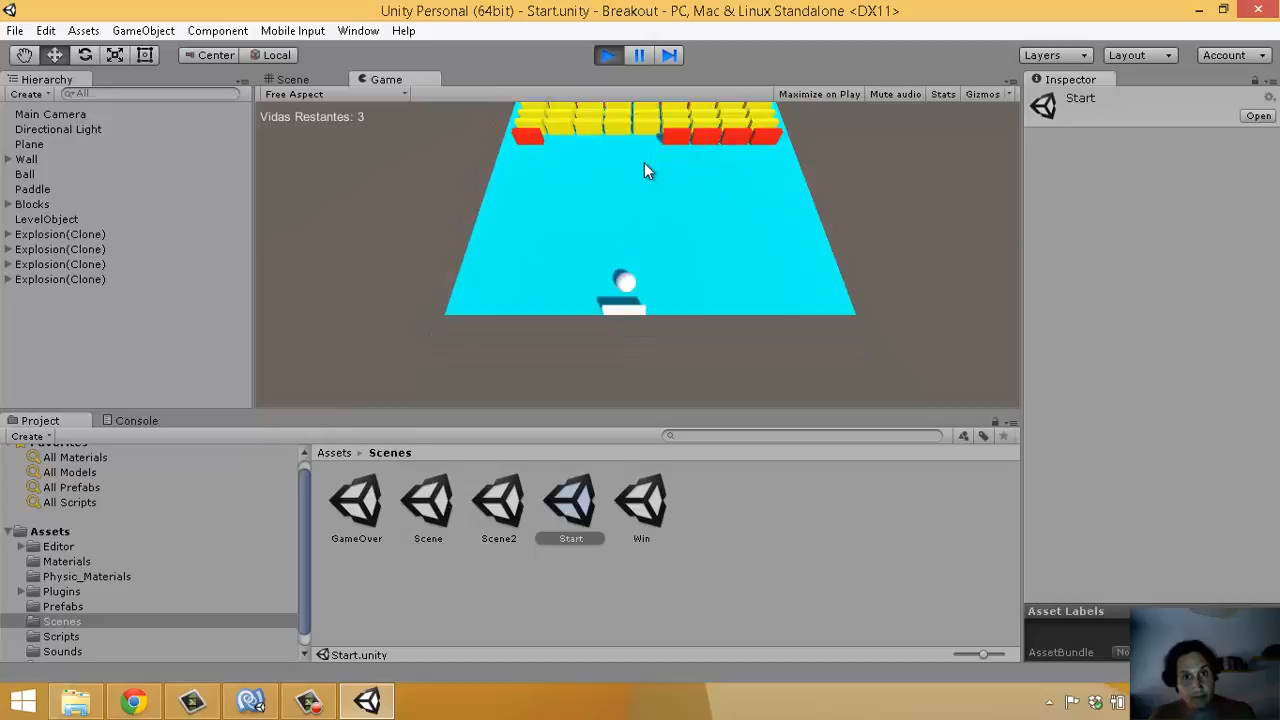 Unity Personal (64bit) - Start.unity - Breakout - PC, Mac & Linux Standalone <DX11>
File Edit Assets GameObject Component Mobile Input Window Help
Center Local Layers Layout Account
Hierarchy Scene Game Inspector
Create All Free Aspect Maximize on Play Mute audio Stats Gizmos Start
Open
Main Camera
Directional Light
Plane
Wall
Ball
Paddle
Blocks
LevelObject
Explosion(Clone)
Explosion(Clone)
Explosion(Clone)
Explosion(Clone)
Vidas Restantes: 3
Project Console
Create
Favorites
All Materials
All Models
All Prefabs
All Scripts
Assets
Editor
Materials
Physic_Materials
Plugins
Prefabs
Scenes
Scripts
Sounds
Assets ▸ Scenes
GameOver Scene Scene2 Start Win
Start.unity
Asset Labels
AssetBundle